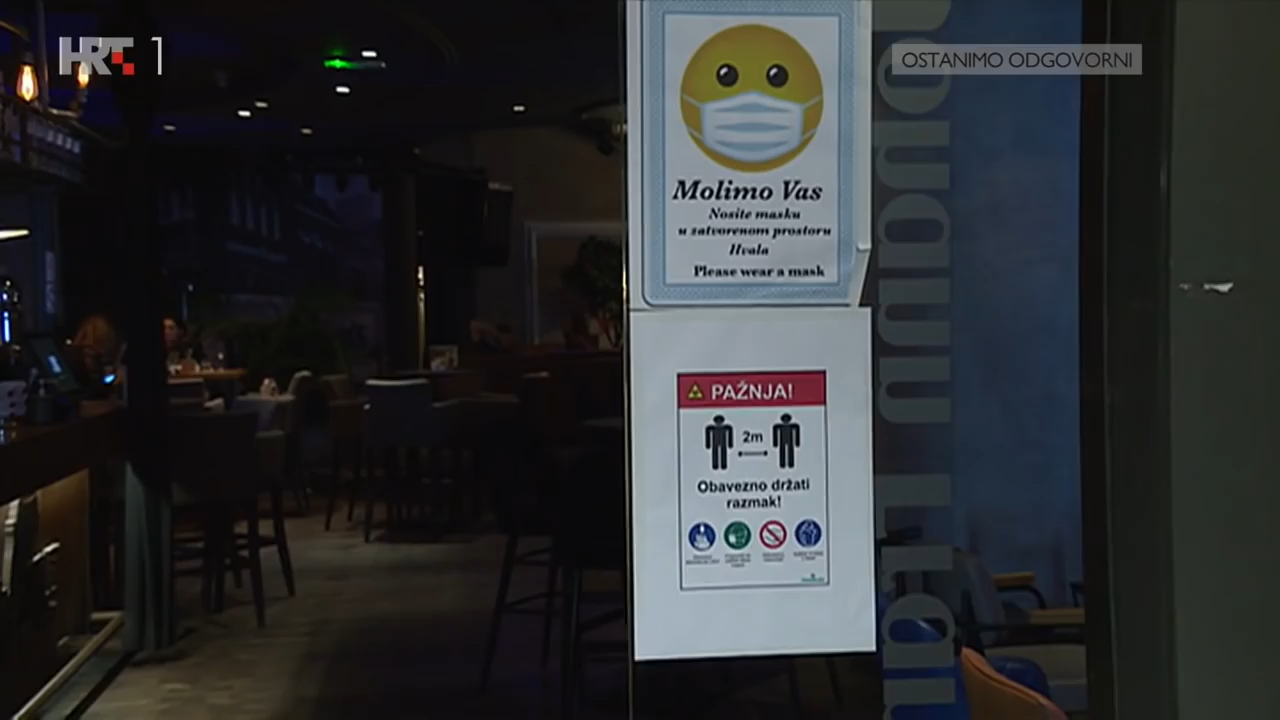 HRT 1
OSTANIMO ODGOVORNI
Molimo Vas
Nosite masku
u zatvorenom prostoru
Hvala
Please wear a mask
PAŽNJA!
2m
Obavezno držati
razmak!